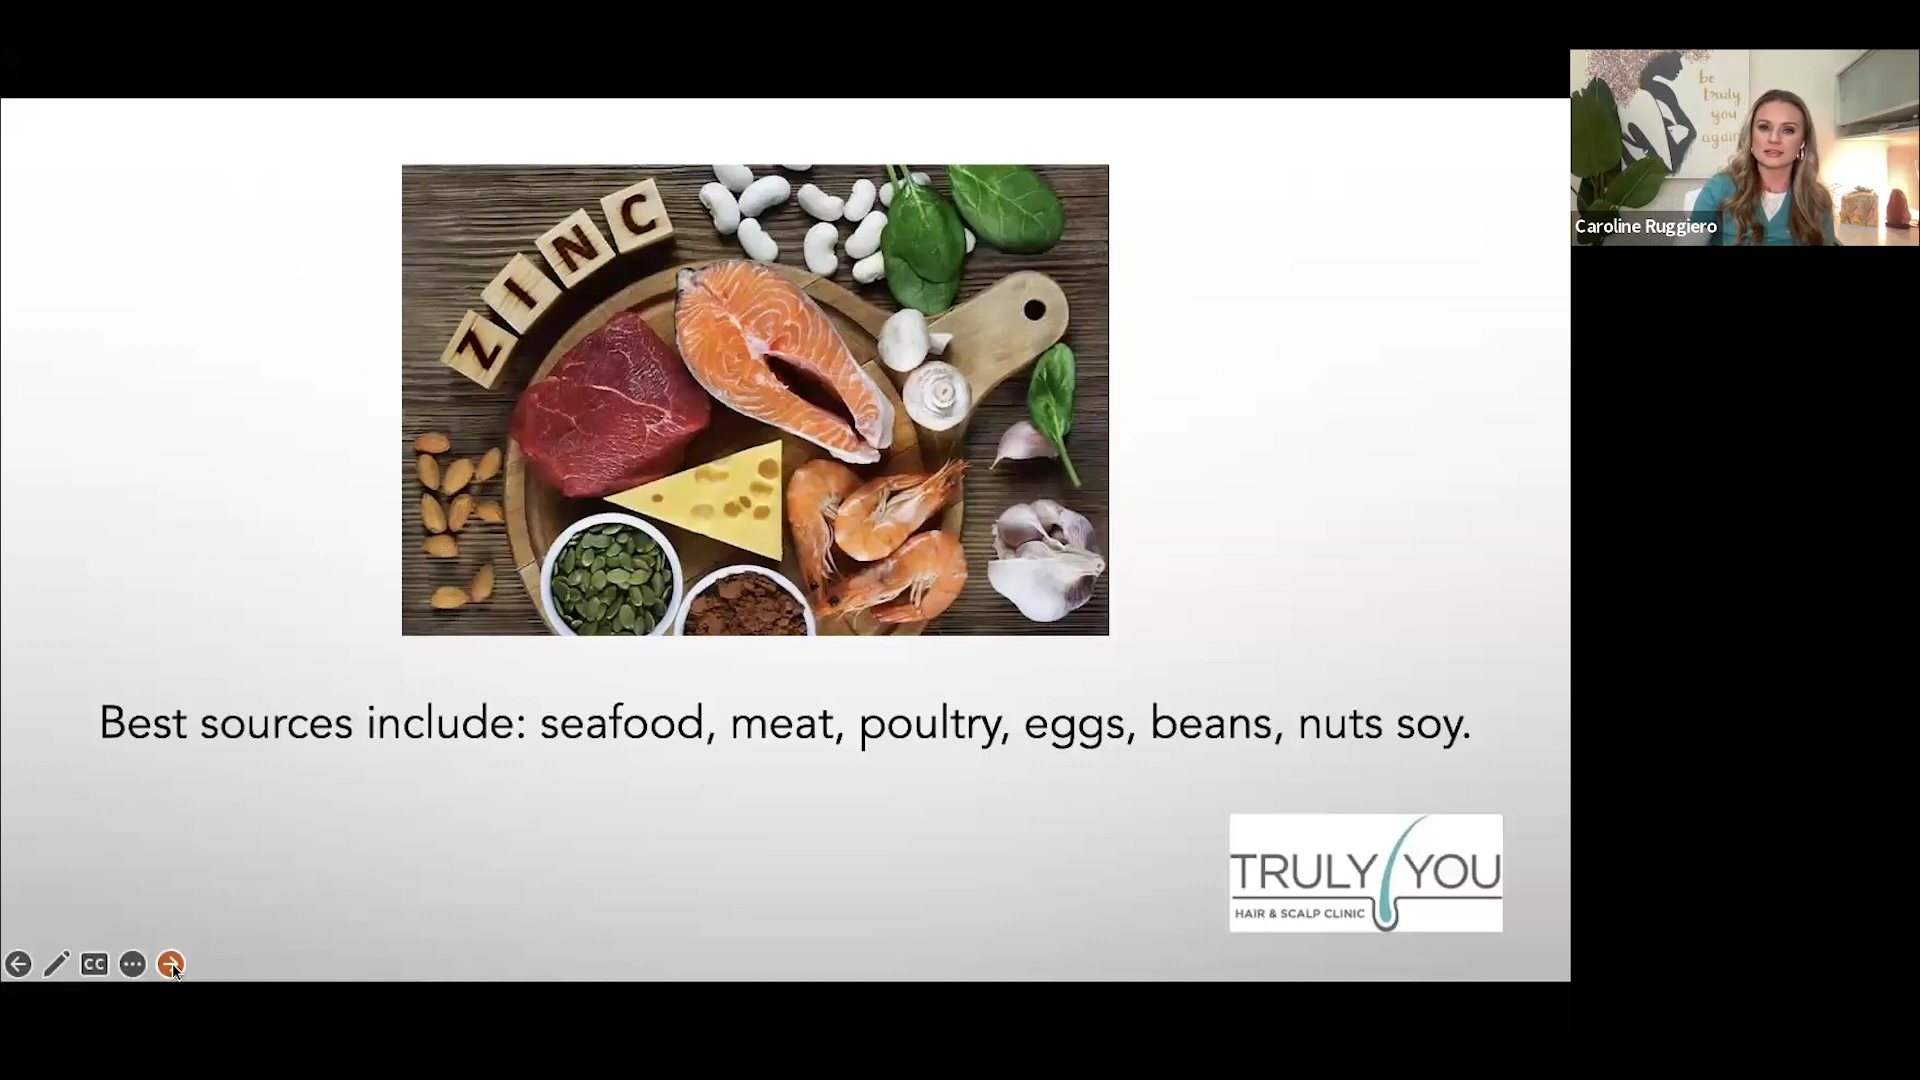 be
truly
you
again
Caroline Ruggiero
ZINC
Best sources include: seafood, meat, poultry, eggs, beans, nuts soy.
TRULY YOU
HAIR & SCALP CLINIC
CC